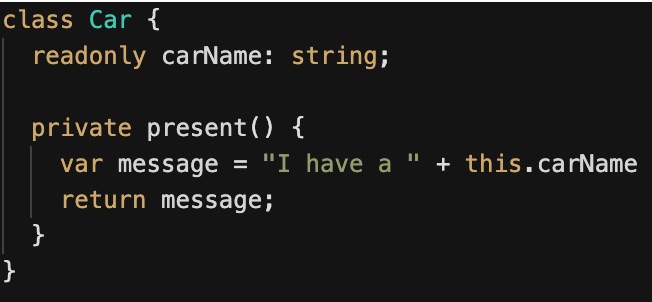 class Car {
readonly carName: string;
private present() {
var message = "I have a " + this.carName
return message;
}
}